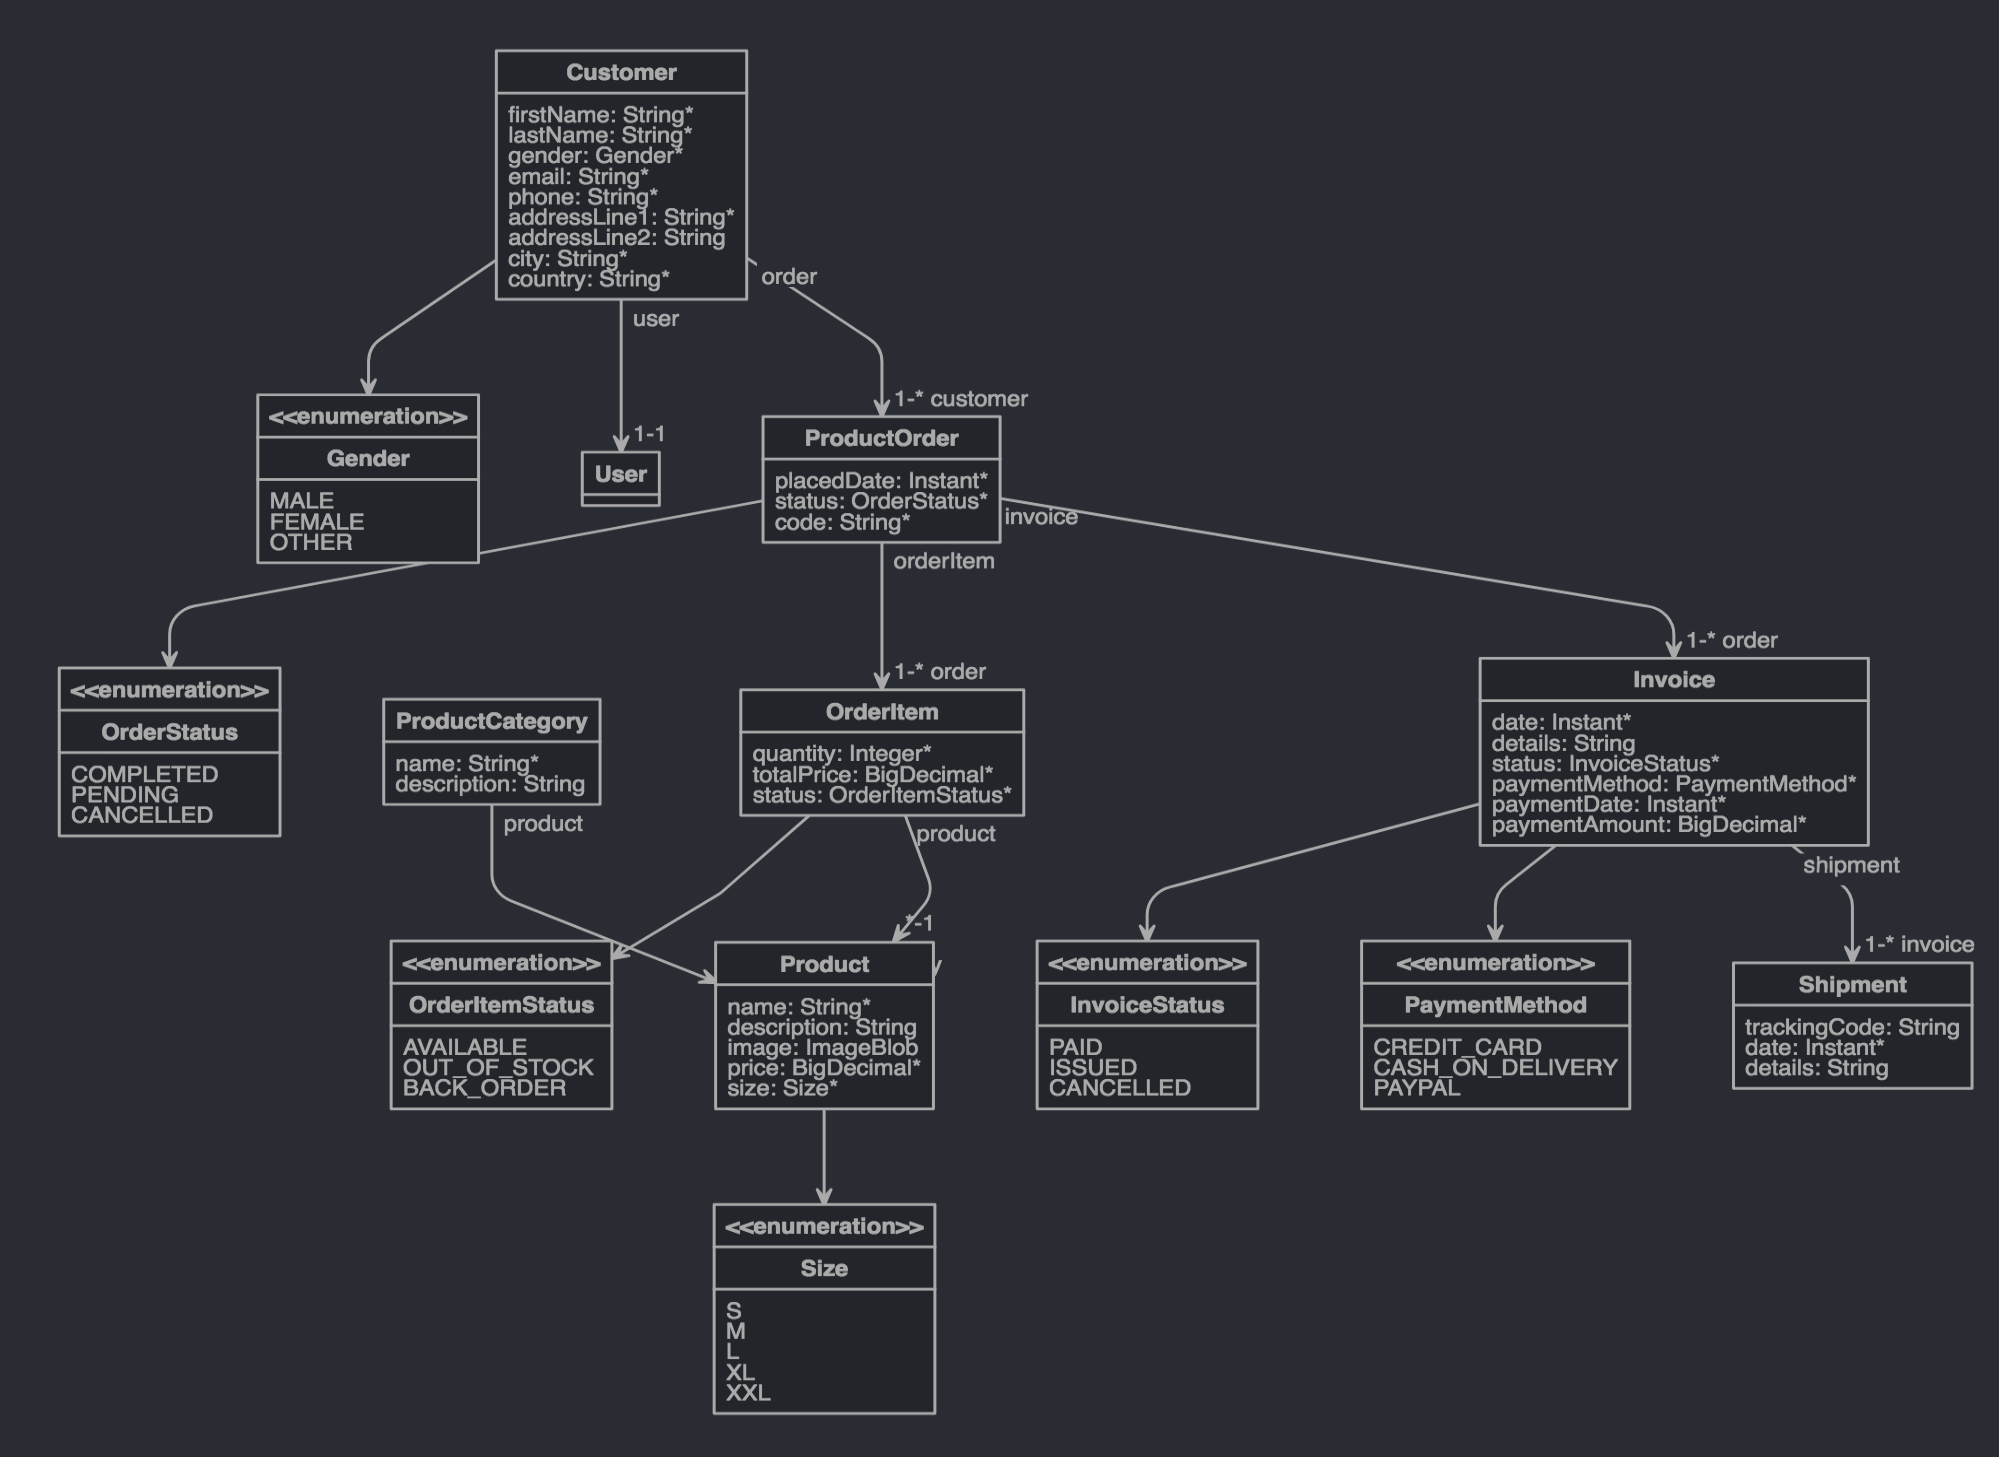 Customer
firstName: String*
lastName: String*
gender: Gender*
email: String*
phone: String*
addressLine1: String*
addressLine2: String
city: String*
country: String*
order
user
1-* customer
1-1
<<enumeration>>
Gender
MALE
FEMALE
OTHER
User
ProductOrder
placedDate: Instant*
status: OrderStatus*
code: String*
invoice
orderItem
1-* order
1-* order
<<enumeration>>
OrderStatus
COMPLETED
PENDING
CANCELLED
ProductCategory
name: String*
description: String
product
OrderItem
quantity: Integer*
totalPrice: BigDecimal*
status: OrderItemStatus*
product
*-1
Invoice
date: Instant*
details: String
status: InvoiceStatus*
paymentMethod: PaymentMethod*
paymentDate: Instant*
paymentAmount: BigDecimal*
shipment
1-* invoice
<<enumeration>>
OrderItemStatus
AVAILABLE
OUT_OF_STOCK
BACK_ORDER
Product
name: String*
description: String
image: ImageBlob
price: BigDecimal*
size: Size*
<<enumeration>>
InvoiceStatus
PAID
ISSUED
CANCELLED
<<enumeration>>
PaymentMethod
CREDIT_CARD
CASH_ON_DELIVERY
PAYPAL
Shipment
trackingCode: String
date: Instant*
details: String
<<enumeration>>
Size
S
M
L
XL
XXL